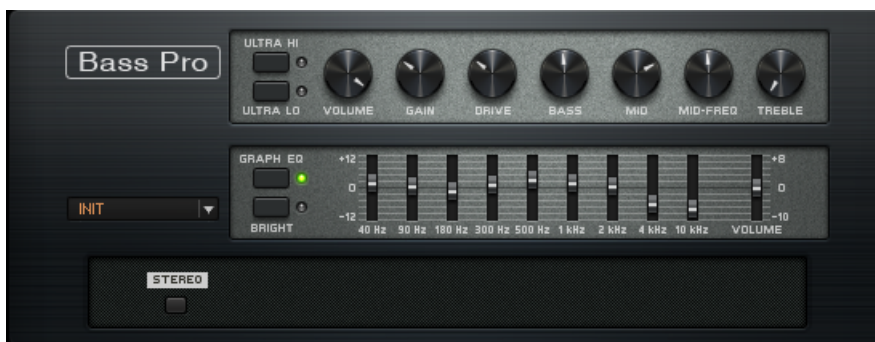 Bass Pro
ULTRA HI
ULTRA LO
VOLUME GAIN DRIVE BASS MID MID-FREQ TREBLE
GRAPH EQ
BRIGHT
+12
0
-12
40 Hz 90 Hz 180 Hz 300 Hz 500 Hz 1 kHz 2 kHz 4 kHz 10 kHz
+8
0
-10
VOLUME
INIT
STEREO